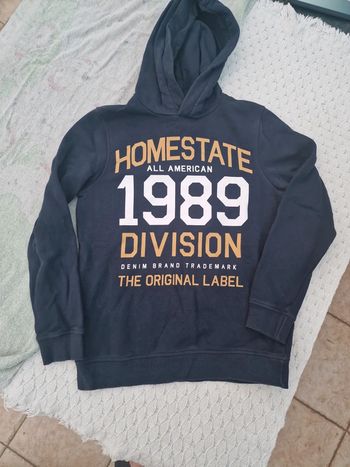 HOMESTATE
ALL AMERICAN
1989
DIVISION
DENIM BRAND TRADEMARK
THE ORIGINAL LABEL